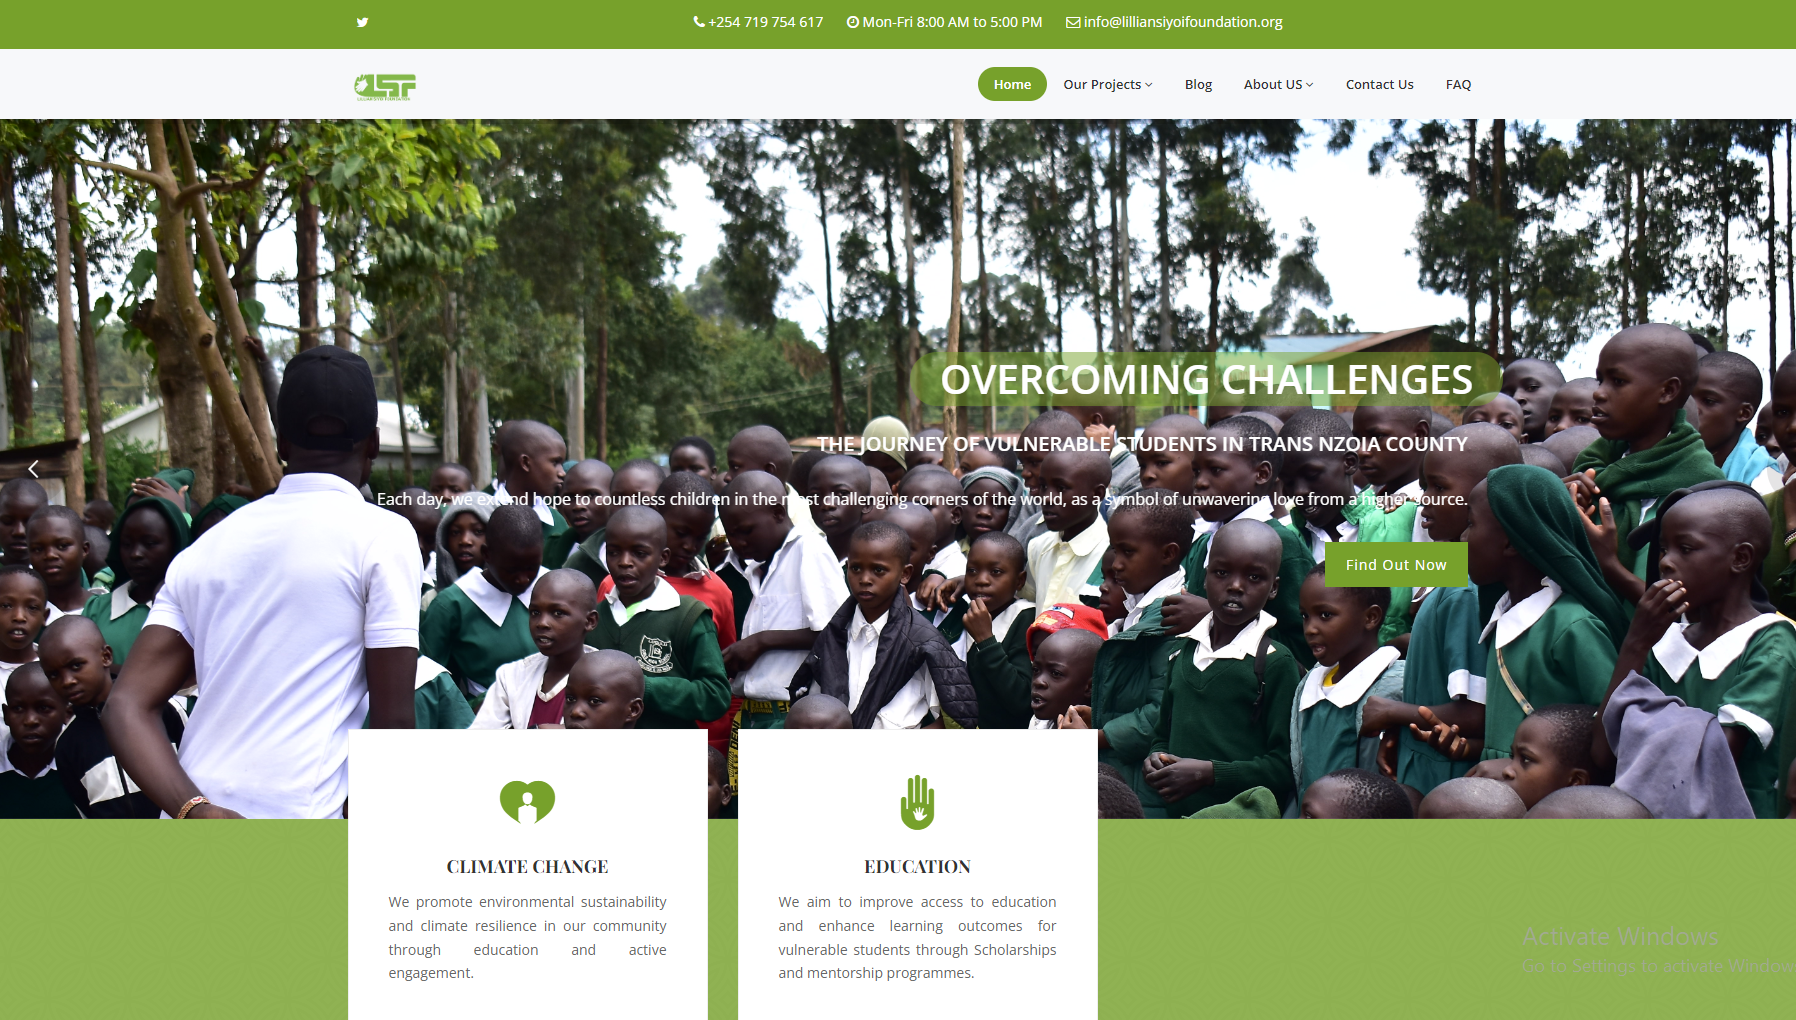 +254 719 754 617 Mon-Fri 8:00 AM to 5:00 PM info@lilliansiyoifoundation.org
LSF
Home Our Projects Blog About US Contact Us FAQ
OVERCOMING CHALLENGES
THE JOURNEY OF VULNERABLE STUDENTS IN TRANS NZOIA COUNTY
Each day, we extend hope to countless children in the most challenging corners of the world, as a symbol of unwavering love from a higher source.
Find Out Now
CLIMATE CHANGE
We promote environmental sustainability
and climate resilience in our community
through education and active
engagement.
EDUCATION
We aim to improve access to education
and enhance learning outcomes for
vulnerable students through Scholarships
and mentorship programmes.
Activate Windows
Go to Settings to activate Window